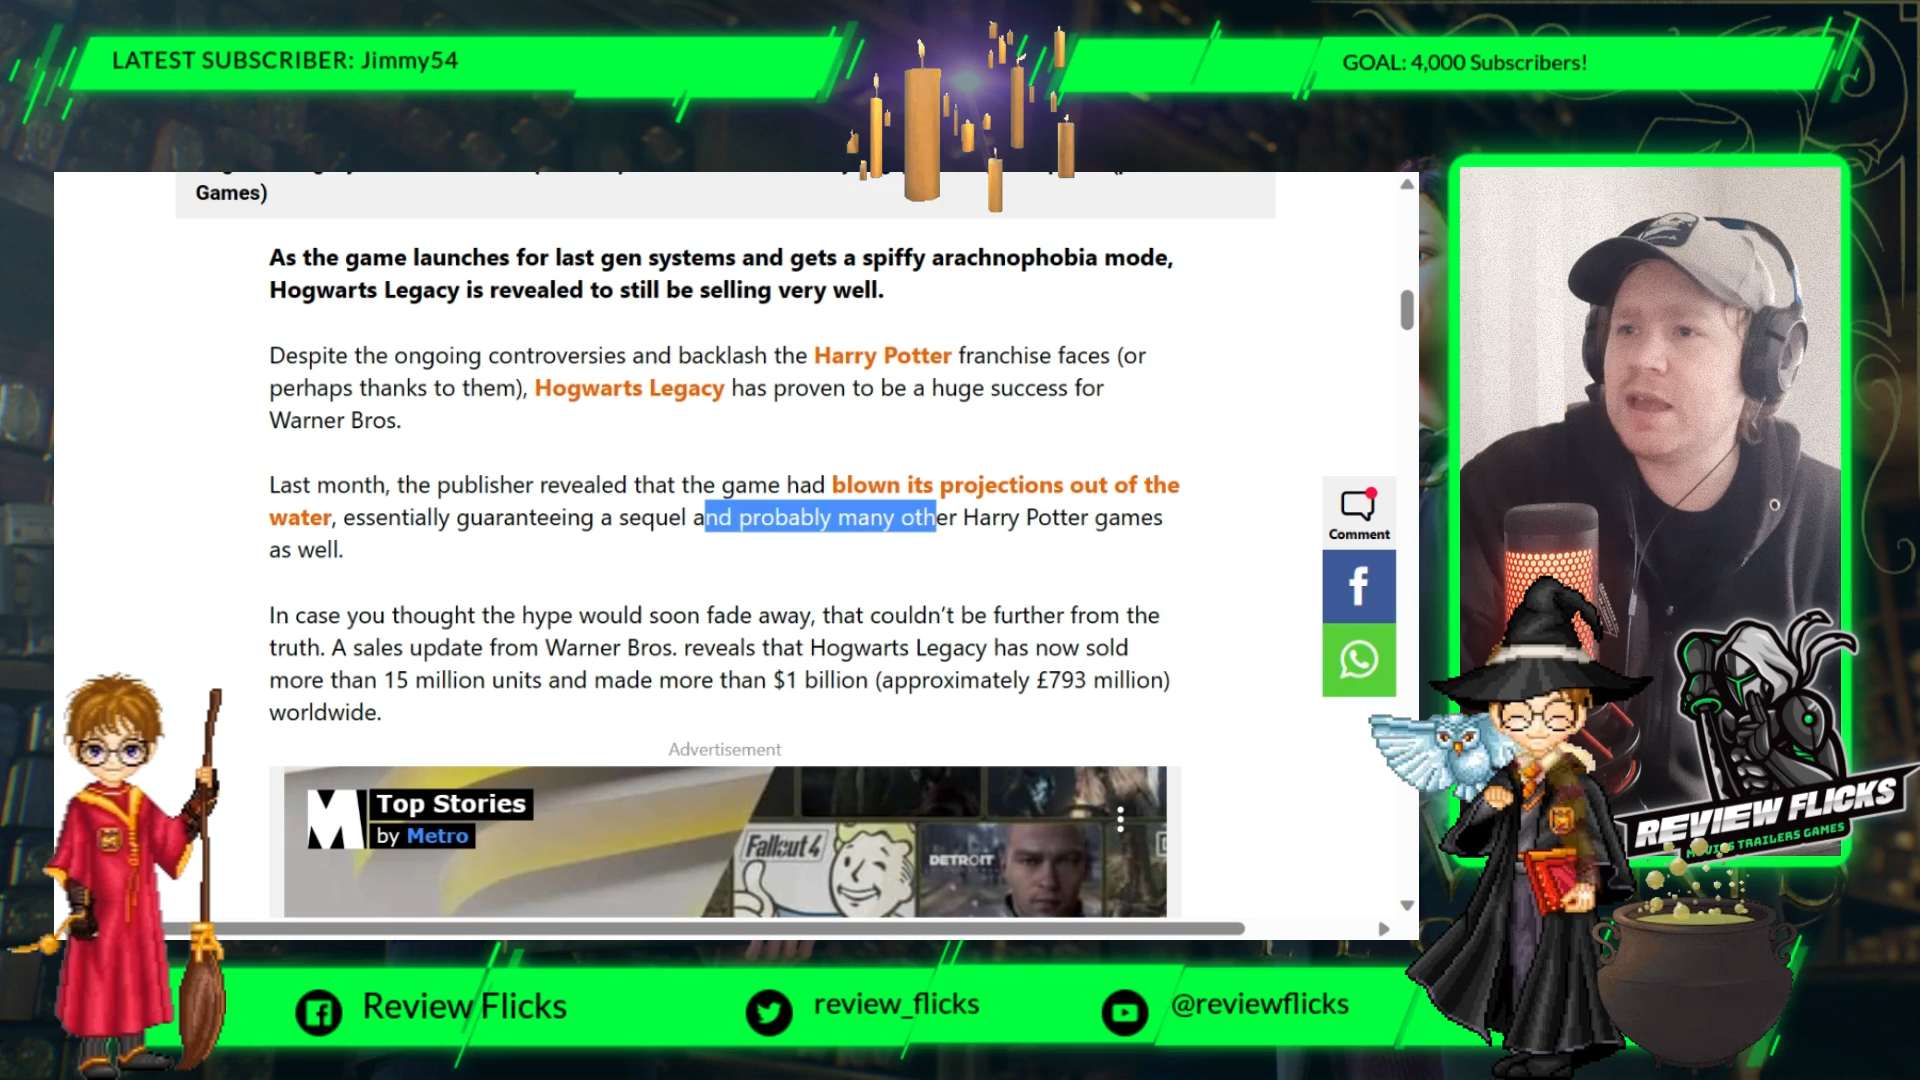 LATEST SUBSCRIBER: Jimmy54
GOAL: 4,000 Subscribers!
Games)
As the game launches for last gen systems and gets a spiffy arachnophobia mode,
Hogwarts Legacy is revealed to still be selling very well.
Despite the ongoing controversies and backlash the Harry Potter franchise faces (or
perhaps thanks to them), Hogwarts Legacy has proven to be a huge success for
Warner Bros.
Last month, the publisher revealed that the game had blown its projections out of the
water, essentially guaranteeing a sequel and probably many other Harry Potter games
as well.
Comment
In case you thought the hype would soon fade away, that couldn't be further from the
truth. A sales update from Warner Bros. reveals that Hogwarts Legacy has now sold
more than 15 million units and made more than $1 billion (approximately £793 million)
worldwide.
Advertisement
M Top Stories
by Metro
Fallout 4
DETROIT
REVIEW FLICKS
MOVIES TRAILERS GAMES
Review Flicks
review_flicks
@reviewflicks